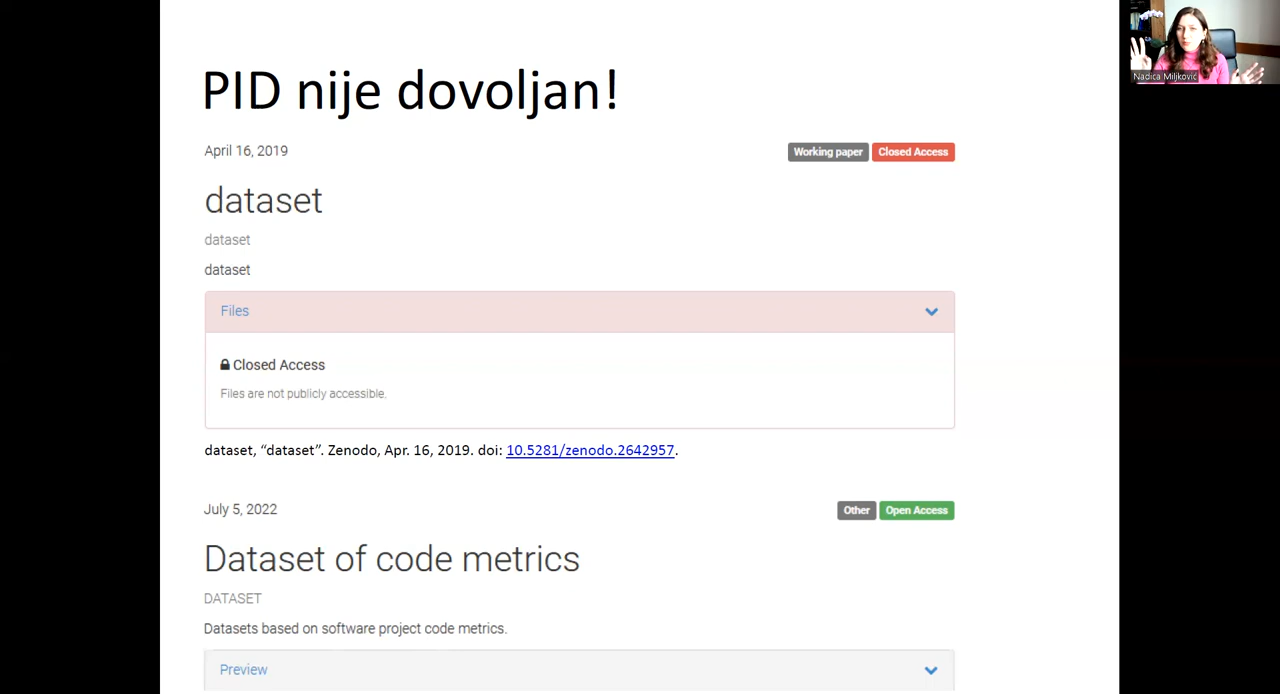 PID nije dovoljan!
April 16, 2019
Working paper Closed Access
dataset
dataset
dataset
Files
Closed Access
Files are not publicly accessible.
dataset, “dataset”. Zenodo, Apr. 16, 2019. doi: 10.5281/zenodo.2642957.
July 5, 2022
Other Open Access
Dataset of code metrics
DATASET
Datasets based on software project code metrics.
Preview
Nadica Miljković